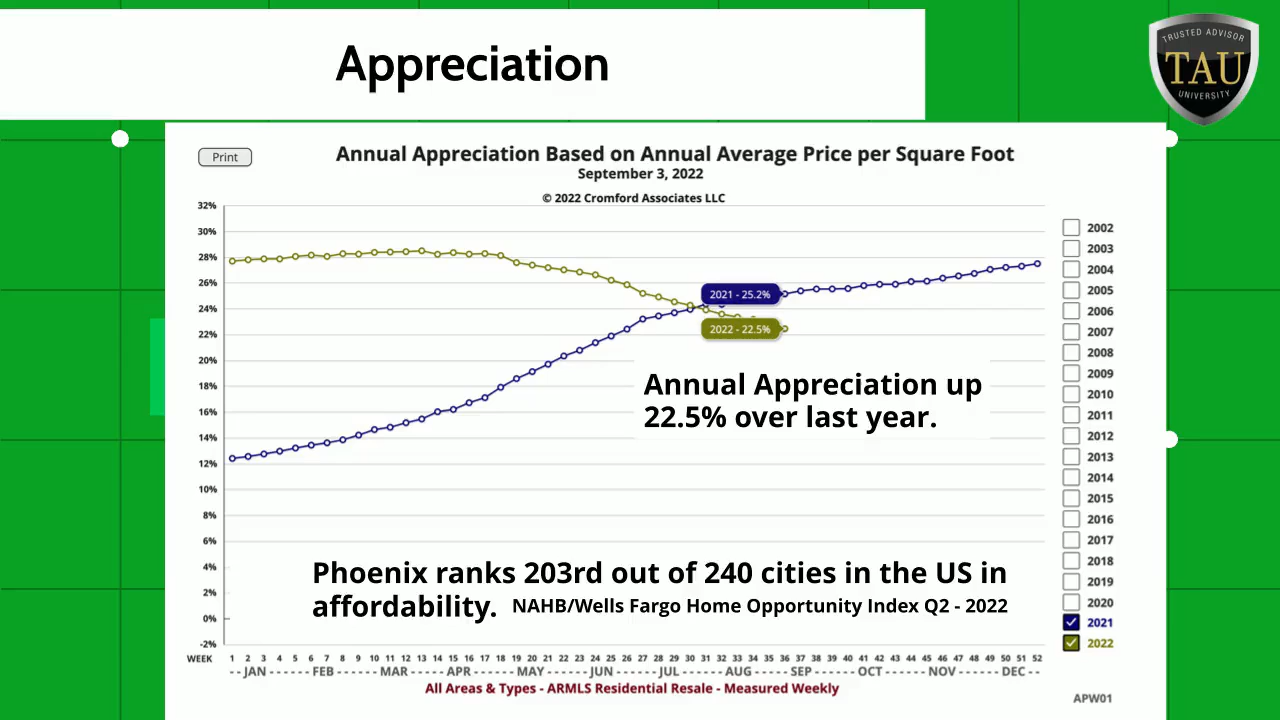 Appreciation
TRUSTED ADVISOR
TAU
UNIVERSITY
Print
Annual Appreciation Based on Annual Average Price per Square Foot
September 3, 2022
© 2022 Cromford Associates LLC
32%
30%
28%
26%
24%
22%
20%
18%
16%
14%
12%
10%
8%
6%
4%
2%
0%
-2%
2021 - 25.2%
2022 - 22.5%
Annual Appreciation up
22.5% over last year.
Phoenix ranks 203rd out of 240 cities in the US in
affordability. NAHB/Wells Fargo Home Opportunity Index Q2 - 2022
2002
2003
2004
2005
2006
2007
2008
2009
2010
2011
2012
2013
2014
2015
2016
2017
2018
2019
2020
2021
2022
WEEK 1 2 3 4 5 6 7 8 9 10 11 12 13 14 15 16 17 18 19 20 21 22 23 24 25 26 27 28 29 30 31 32 33 34 35 36 37 38 39 40 41 42 43 44 45 46 47 48 49 50 51 52
- - JAN - - - - - - FEB - - - - - - MAR - - - - - - APR - - - - - - MAY - - - - - - JUN - - - - - - JUL - - - - - - AUG - - - - - - SEP - - - - - - OCT - - - - - - NOV - - - - - - DEC - -
All Areas & Types - ARMLS Residential Resale - Measured Weekly
APW01